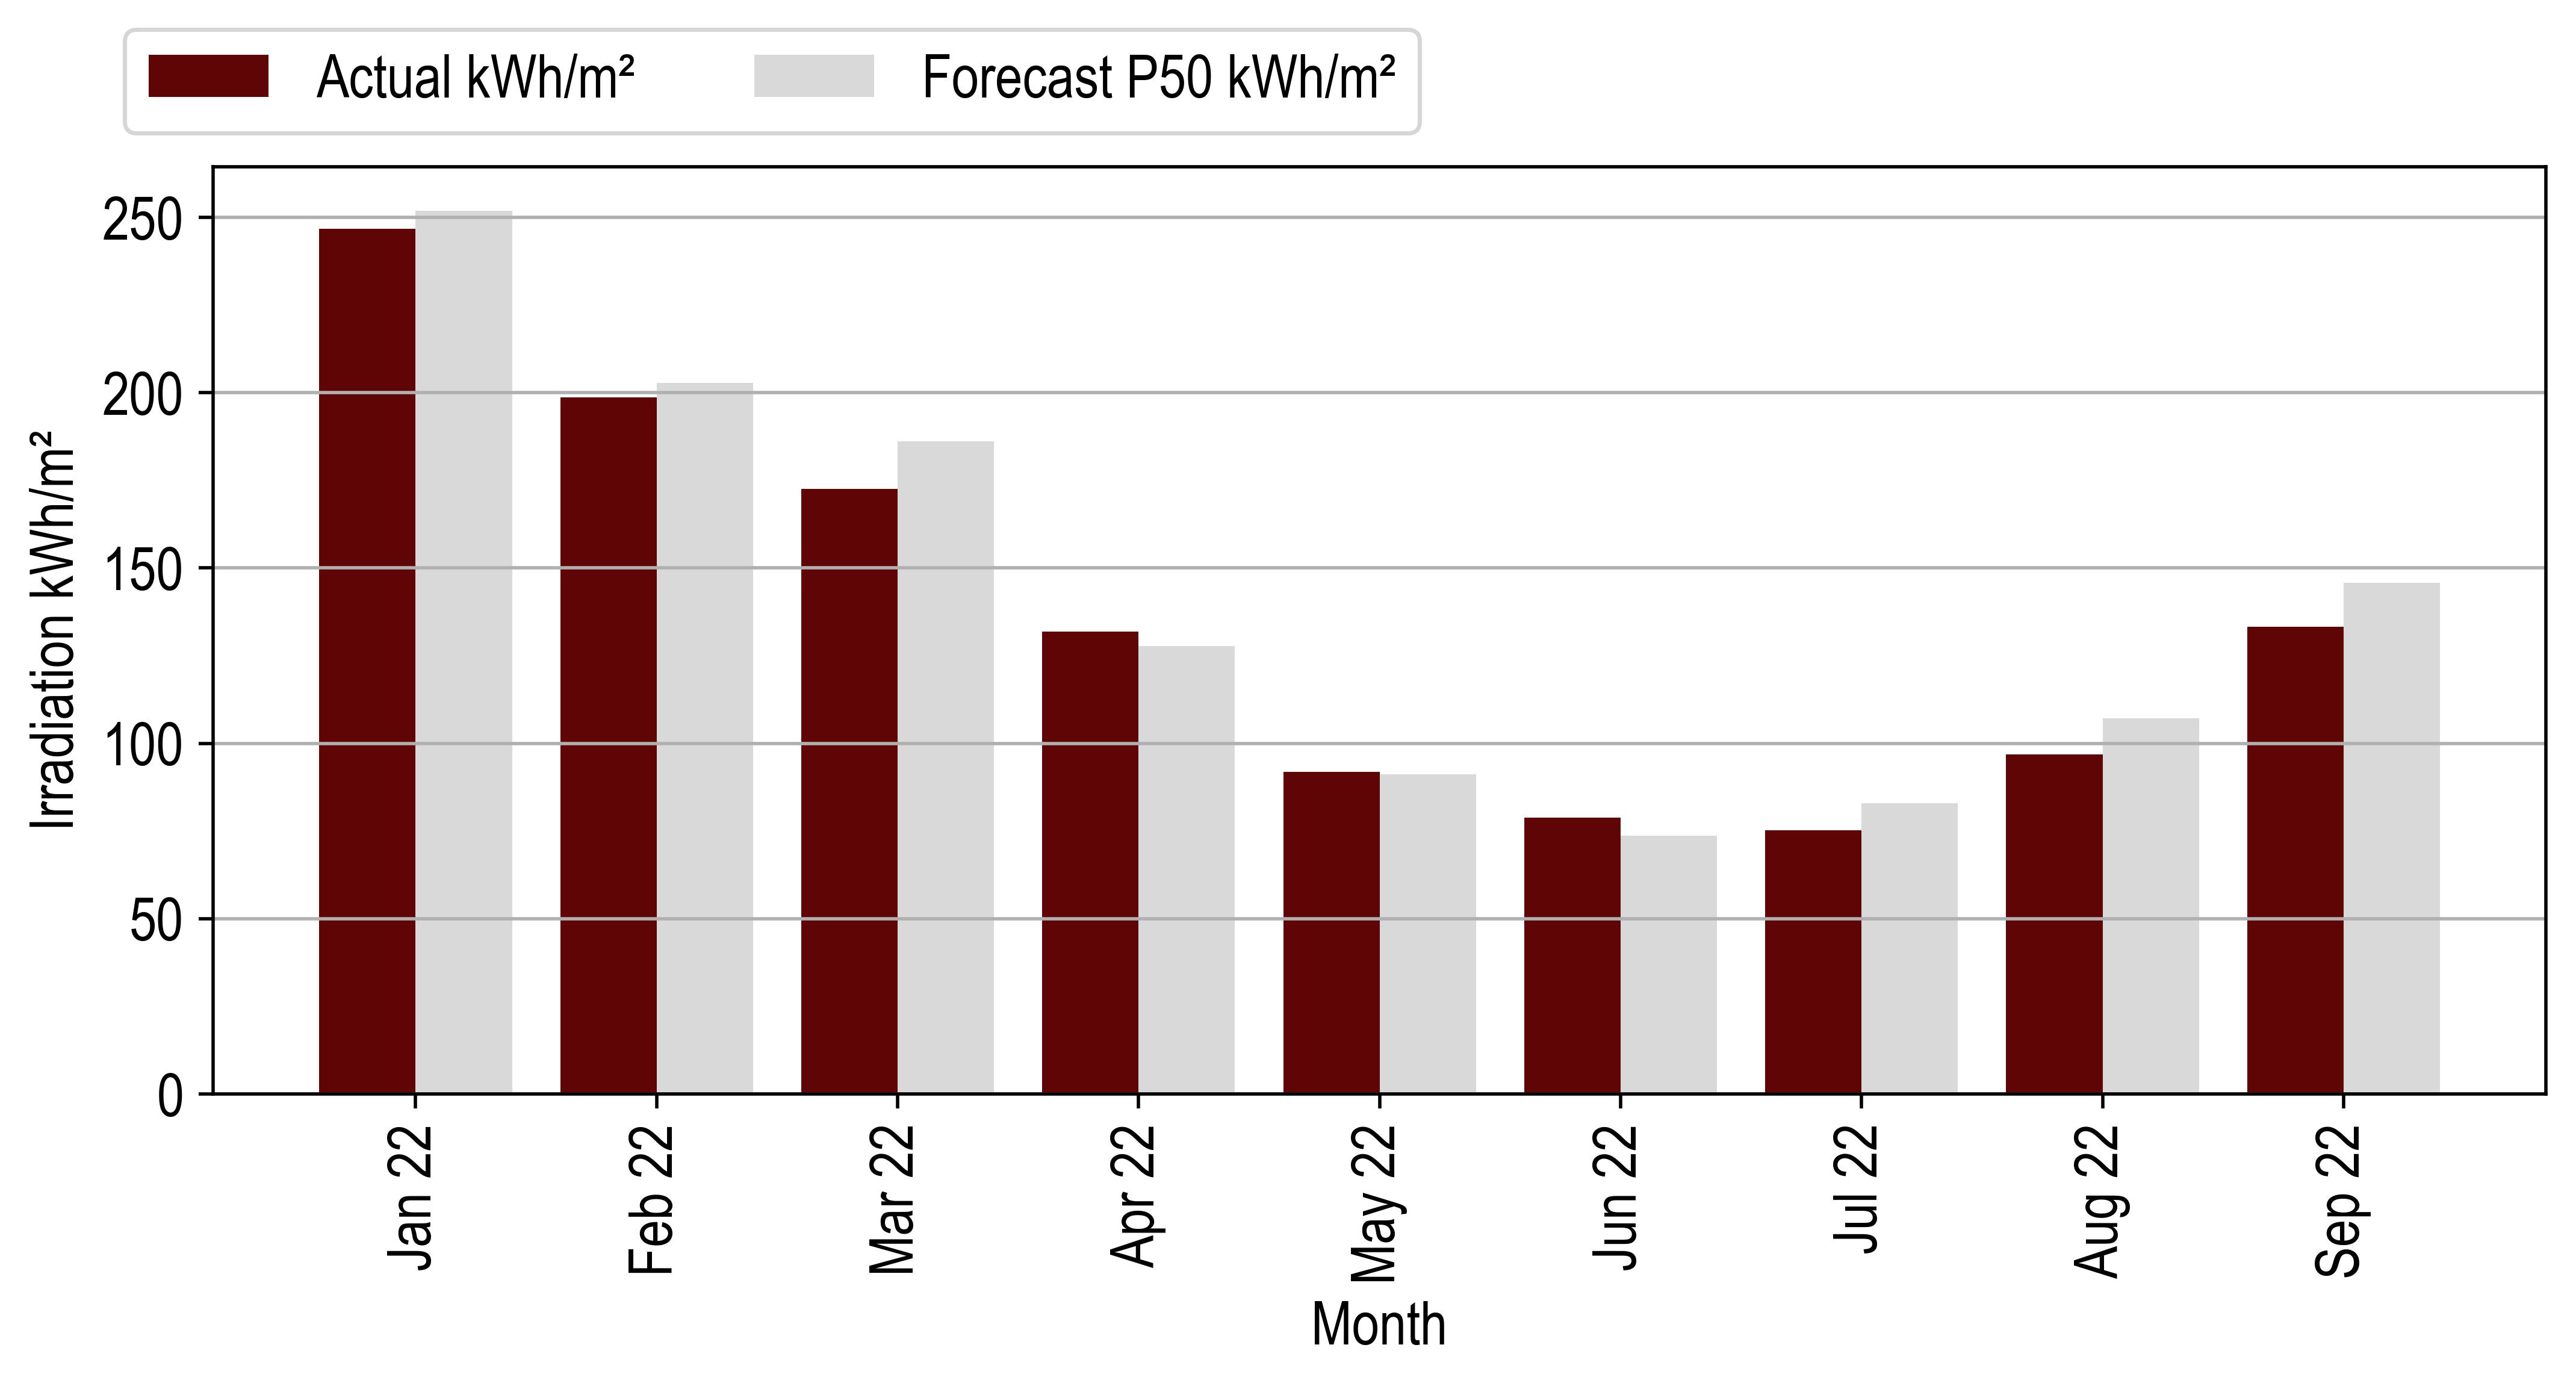 Actual kWh/m² Forecast P50 kWh/m²
Irradiation kWh/m²
250
200
150
100
50
0
Jan 22 Feb 22 Mar 22 Apr 22 May 22 Jun 22 Jul 22 Aug 22 Sep 22
Month